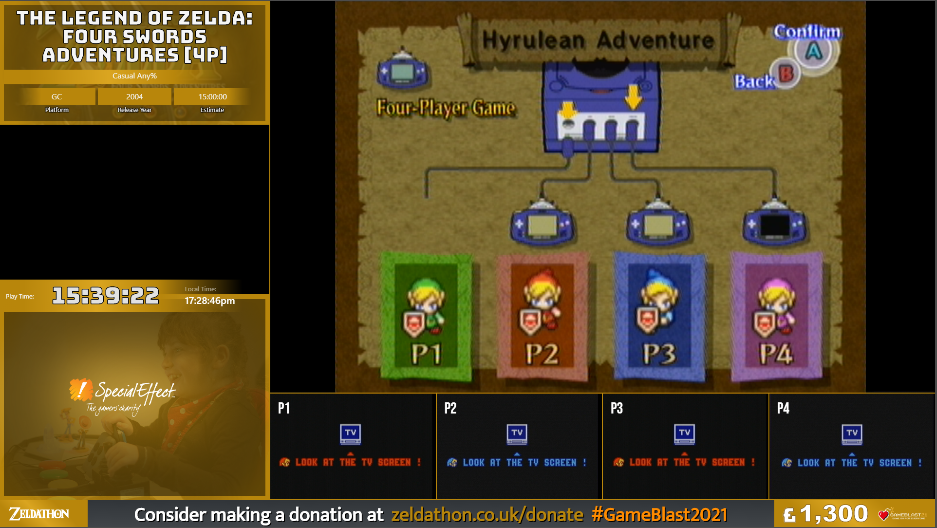 THE LEGEND OF ZELDA:
FOUR SWORDS
ADVENTURES [4P]
Casual Any%
GC
2004
15:00:00
Platform
Release Year
Estimate
Hyrulean Adventure
Confirm
A
Back B
Four-Player Game
P1
P2
P3
P4
Play Time:
15:39:22
Local Time:
17:28:46pm
SpecialEffect
The gamers' charity
P1
TV
LOOK AT THE TV SCREEN !
P2
TV
LOOK AT THE TV SCREEN !
P3
TV
LOOK AT THE TV SCREEN !
P4
TV
LOOK AT THE TV SCREEN !
ZELDATHON
Consider making a donation at zeldathon.co.uk/donate #GameBlast2021
£1,300
GAMEBLAST21